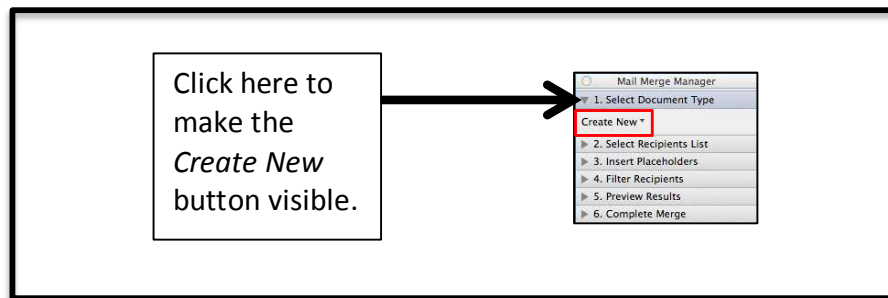 Click here to
make the
Create New
button visible.
Mail Merge Manager
1. Select Document Type
Create New
2. Select Recipients List
3. Insert Placeholders
4. Filter Recipients
5. Preview Results
6. Complete Merge